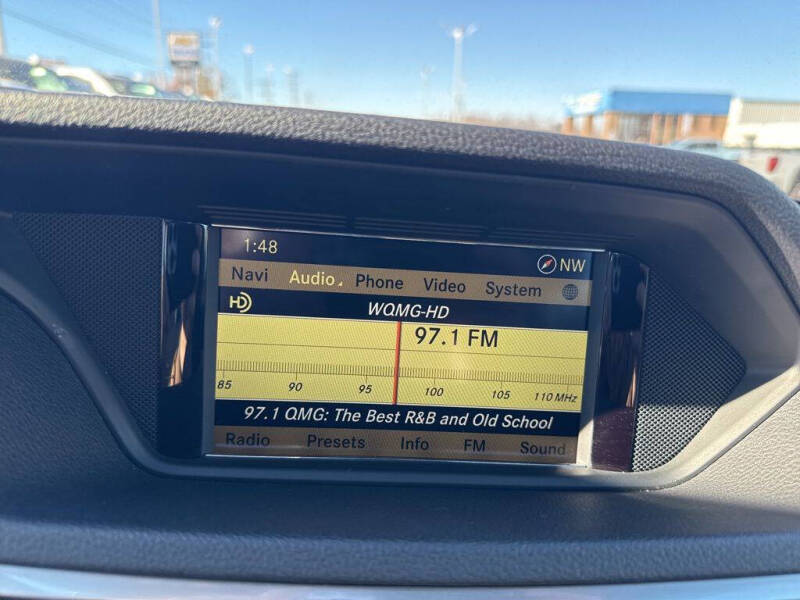 1:48 NW
Navi Audio Phone Video System
HD WQMG-HD
97.1 FM
85 90 95 100 105 110 MHz
97.1 QMG: The Best R&B and Old School
Radio Presets Info FM Sound